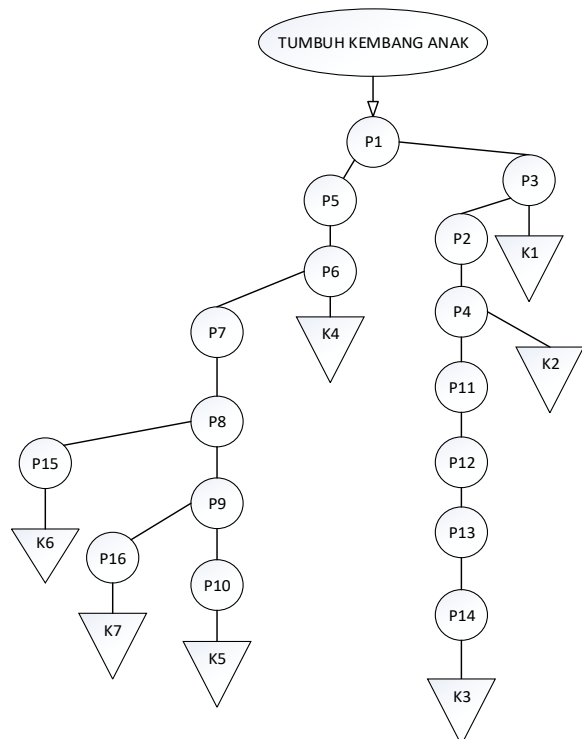 TUMBUH KEMBANG ANAK
P1
P3
P5
P2
K1
P6
P4
P7
K4
K2
P11
P8
P15
P12
P9
K6
P13
P16
P10
P14
K7
K5
K3